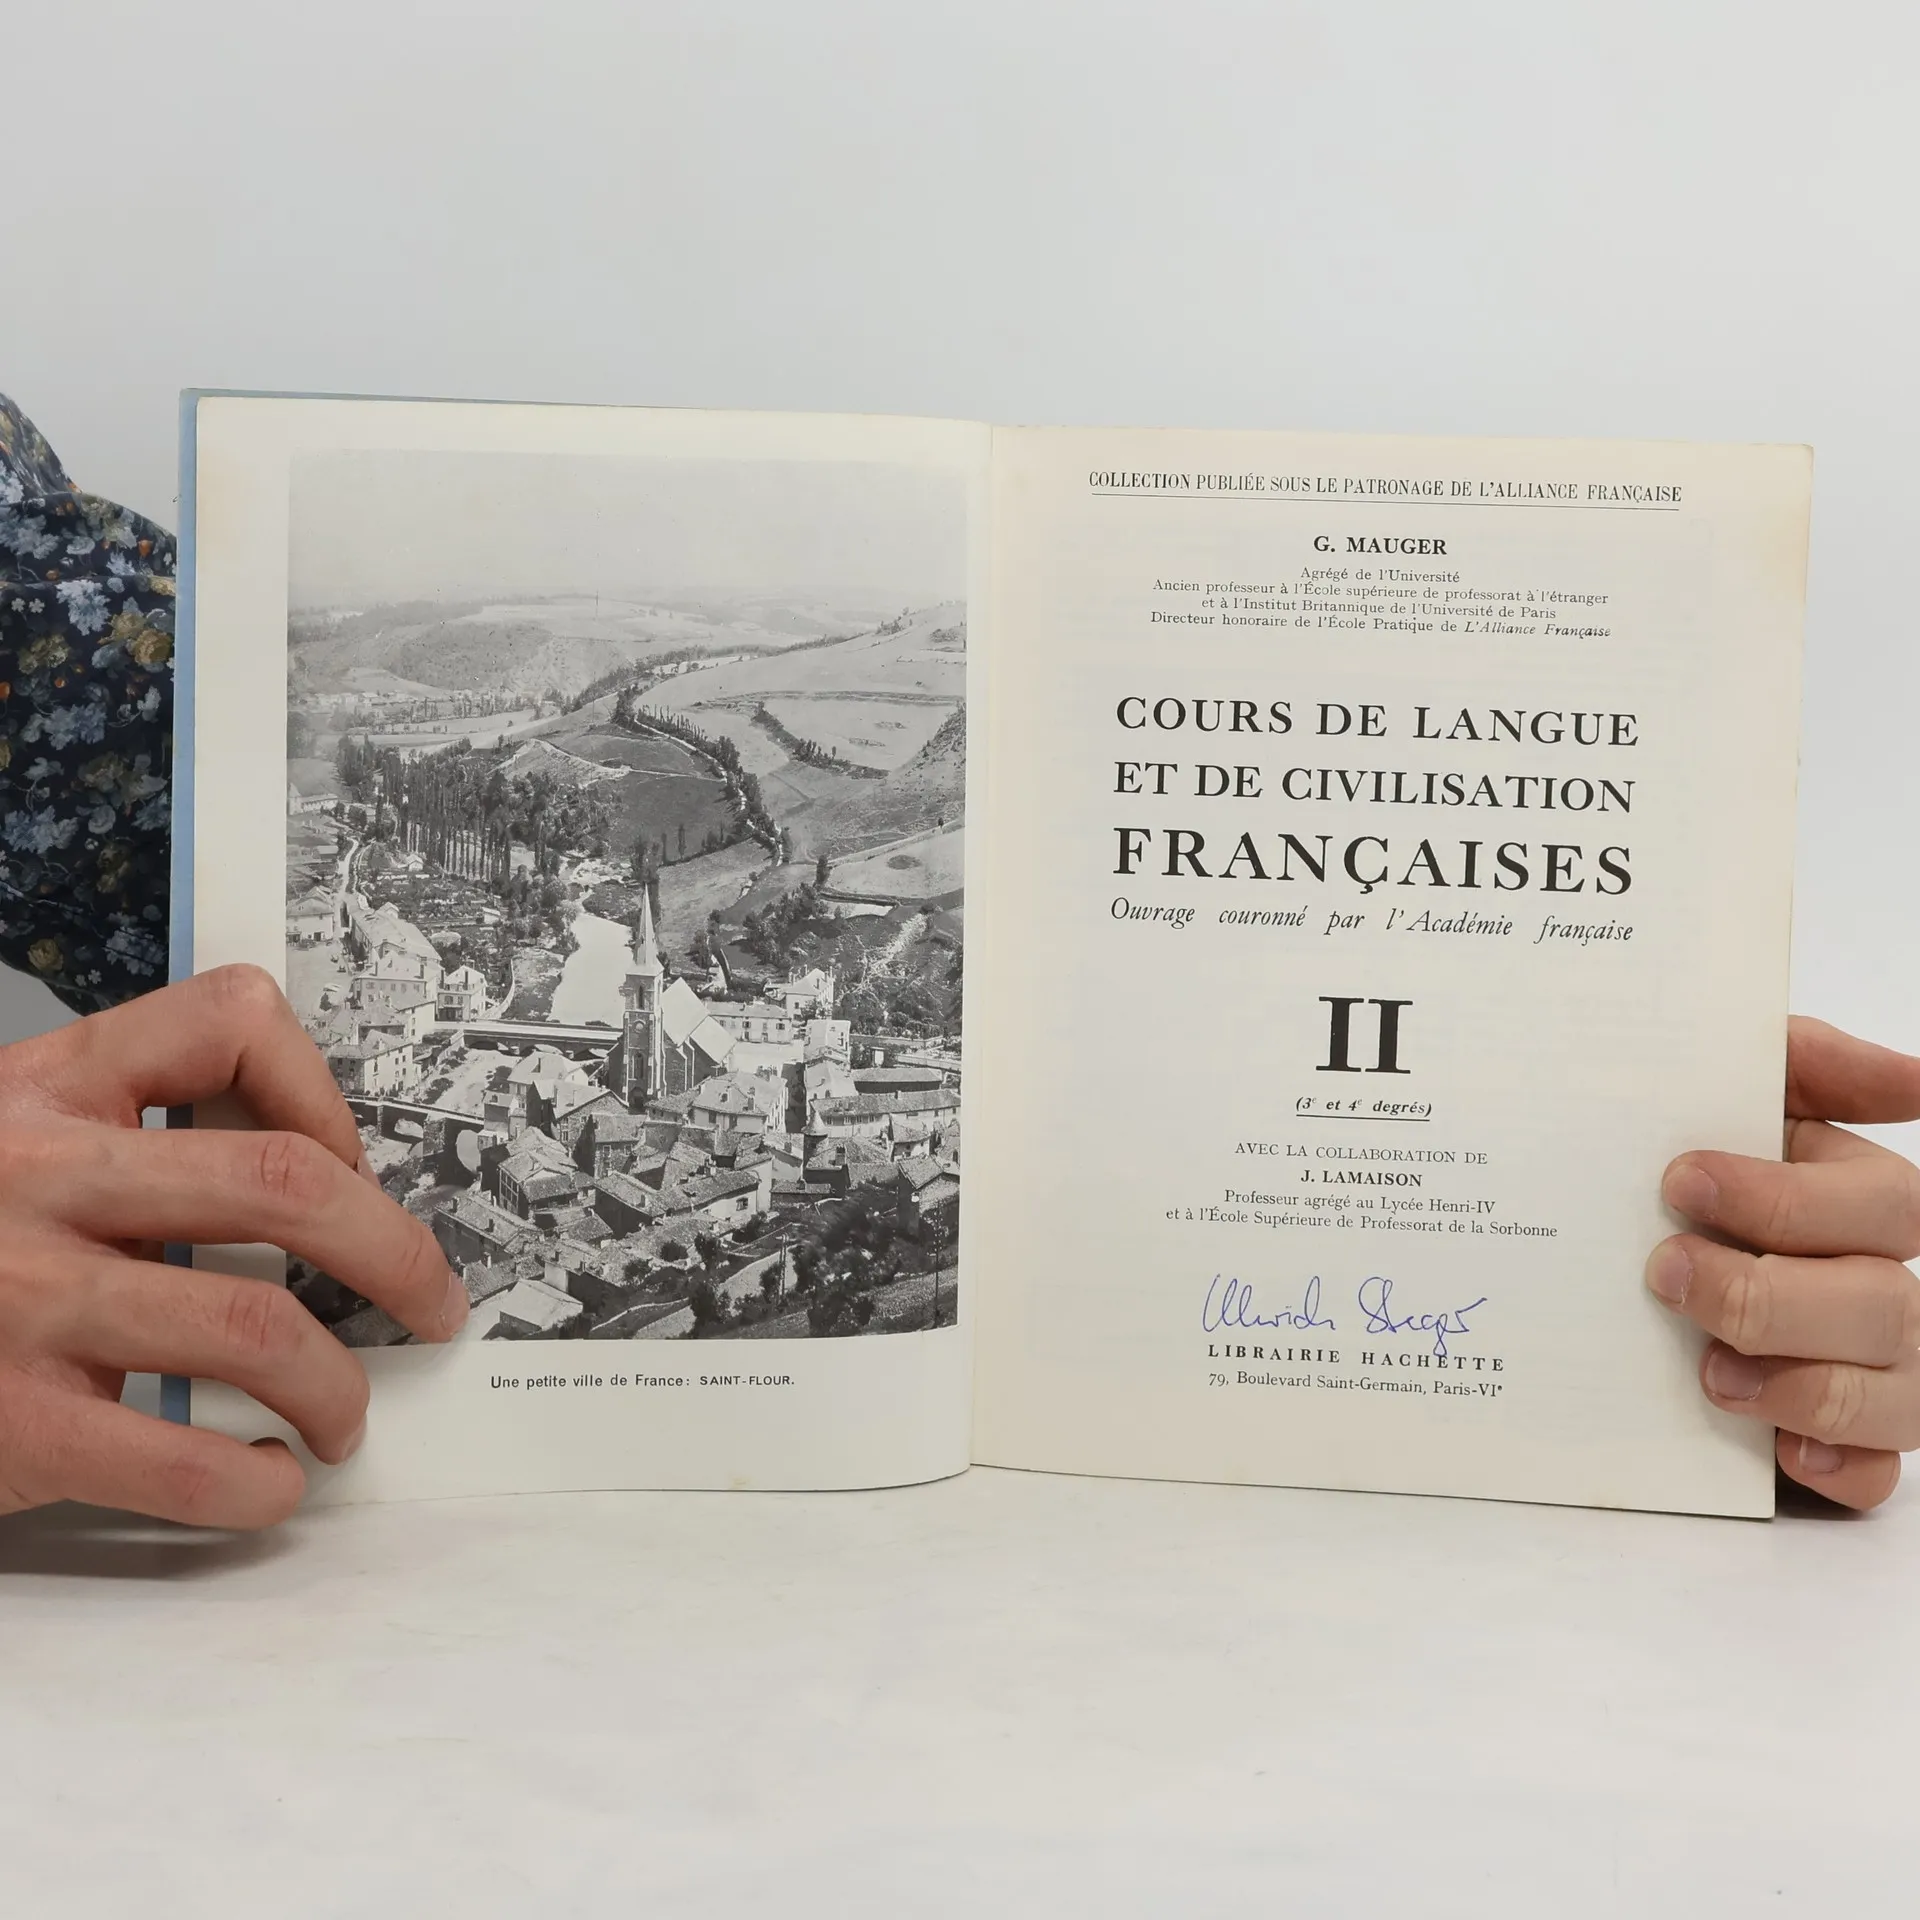 Une petite ville de France: SAINT-FLOUR.
COLLECTION PUBLIÉE SOUS LE PATRONAGE DE L'ALLIANCE FRANÇAISE
G. MAUGER
Agrégé de l'Université
Ancien professeur à l'École supérieure de professorat à l'étranger
et à l'Institut Britannique de l'Université de Paris
Directeur honoraire de l'École Pratique de L'Alliance Française
COURS DE LANGUE
ET DE CIVILISATION
FRANÇAISES
Ouvrage couronné par l'Académie française
II
(3e et 4e degrés)
AVEC LA COLLABORATION DE
J. LAMAISON
Professeur agrégé au Lycée Henri-IV
et à l'École Supérieure de Professorat de la Sorbonne
LIBRAIRIE HACHETTE
79, Boulevard Saint-Germain, Paris-VIe